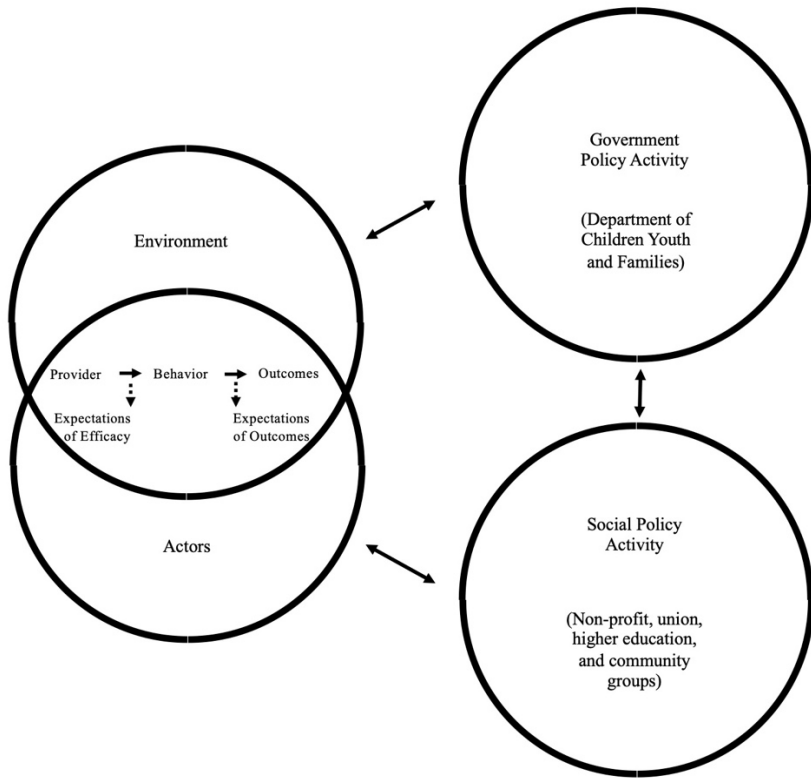 Government
Policy Activity
(Department of
Children Youth
and Families)
Environment
Provider
Behavior
Outcomes
Expectations
of Efficacy
Expectations
of Outcomes
Actors
Social Policy
Activity
(Non-profit, union,
higher education,
and community
groups)